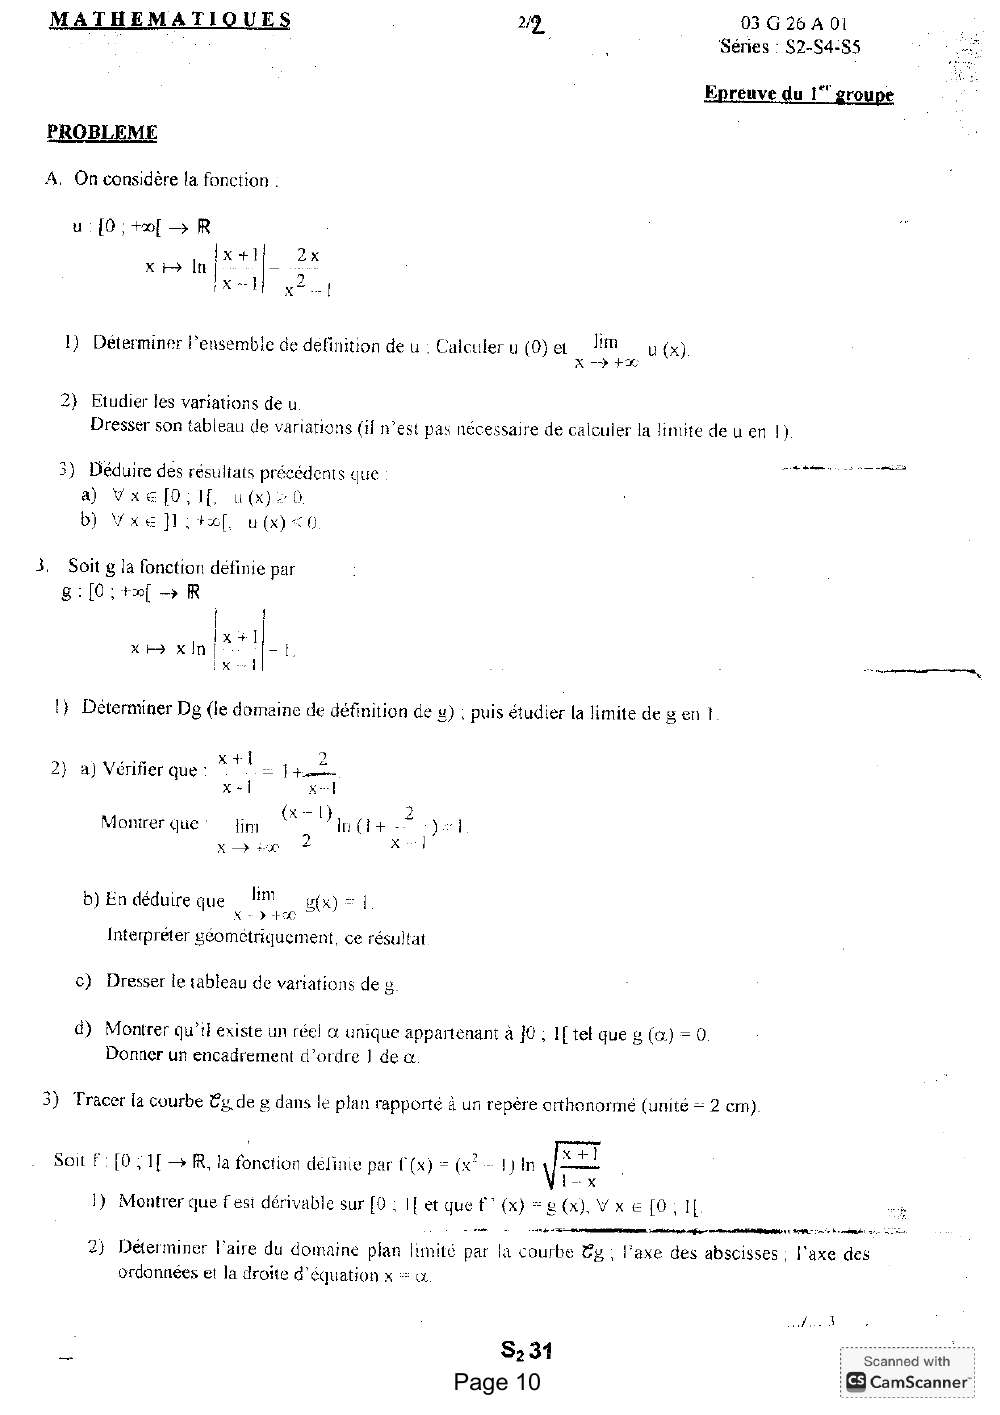 MATHEMATIQUES
2/2
03 G 26 A 01
Séries : S2-S4-S5
Epreuve du 1er groupe
PROBLEME
A. On considère la fonction :
u : [0 ; +∞[ → ℝ
x ↦ ln |(x + 1)/(x − 1)| − 2x/(x² − 1)
1) Déterminer l'ensemble de définition de u ; Calculer u (0) et lim x → +∞ u (x).
2) Etudier les variations de u.
Dresser son tableau de variations (il n'est pas nécessaire de calculer la limite de u en 1).
3) Déduire des résultats précédents que :
a) ∀ x ∈ [0 ; 1[, u (x) ≥ 0.
b) ∀ x ∈ ]1 ; +∞[, u (x) < 0.
3. Soit g la fonction définie par :
g : [0 ; +∞[ → ℝ
x ↦ x ln |(x + 1)/(x − 1)| − 1.
1) Déterminer Dg (le domaine de définition de g) ; puis étudier la limite de g en 1.
2) a) Vérifier que : (x + 1)/(x - 1) = 1 + 2/(x−1).
Montrer que lim x → +∞ (x − 1)/2 ln (1 + 2/(x − 1)) = 1.
b) En déduire que lim x → +∞ g(x) = 1.
Interpréter géométriquement, ce résultat.
c) Dresser le tableau de variations de g.
d) Montrer qu'il existe un réel α unique appartenant à ]0 ; 1[ tel que g (α) = 0.
Donner un encadrement d'ordre 1 de α.
3) Tracer la courbe 𝒞g de g dans le plan rapporté à un repère orthonormé (unité = 2 cm).
Soit f : [0 ; 1[ → ℝ, la fonction définie par f (x) = (x² − 1) ln √((x + 1)/(1 − x)).
1) Montrer que f est dérivable sur [0 ; 1[ et que f ' (x) = g (x), ∀ x ∈ [0 ; 1[.
2) Déterminer l'aire du domaine plan limité par la courbe 𝒞g ; l'axe des abscisses ; l'axe des
ordonnées et la droite d'équation x = α.
.../... 3
S₂ 31
Page 10
Scanned with
CS CamScanner